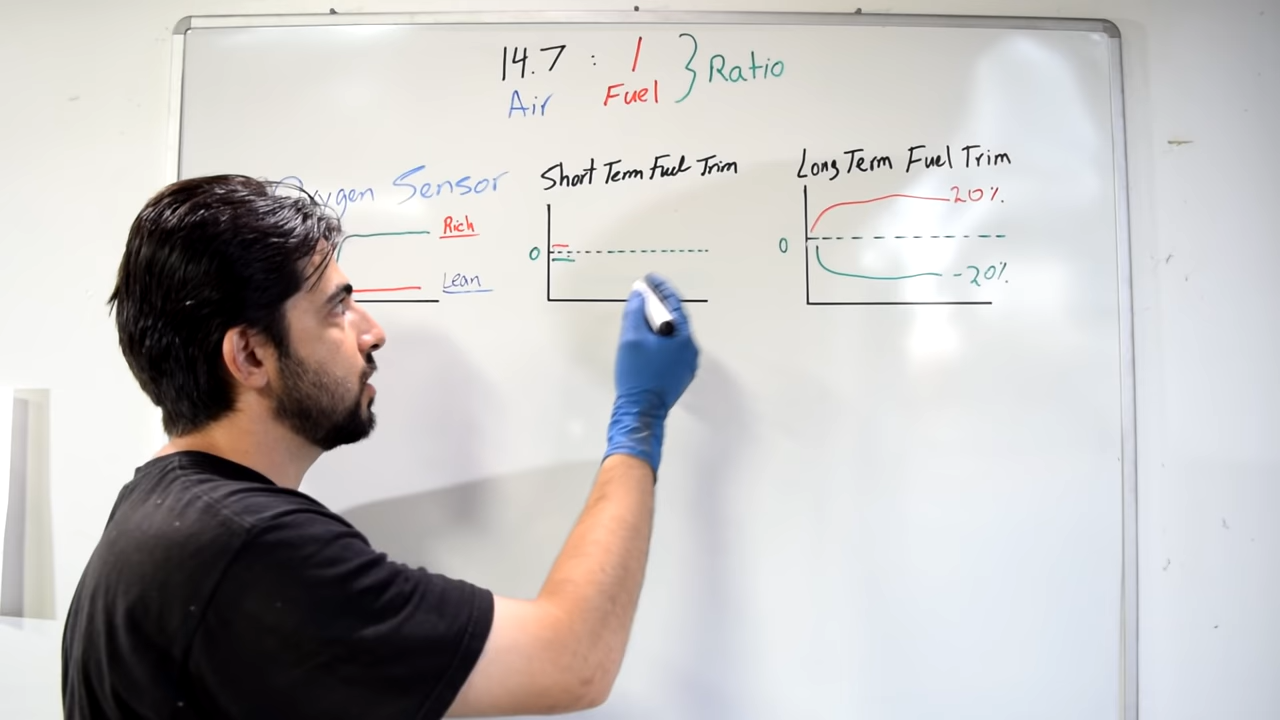 14.7 : 1 } Ratio
Air Fuel
Oxygen Sensor
Rich
Lean
Short Term Fuel Trim
0
Long Term Fuel Trim
20%
0
-20%